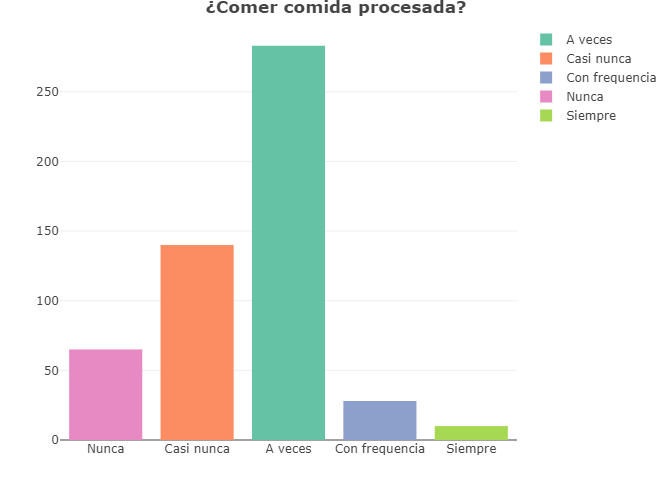 ¿Comer comida procesada?
A veces
Casi nunca
Con frequencia
Nunca
Siempre
250
200
150
100
50
0
Nunca
Casi nunca
A veces
Con frequencia
Siempre